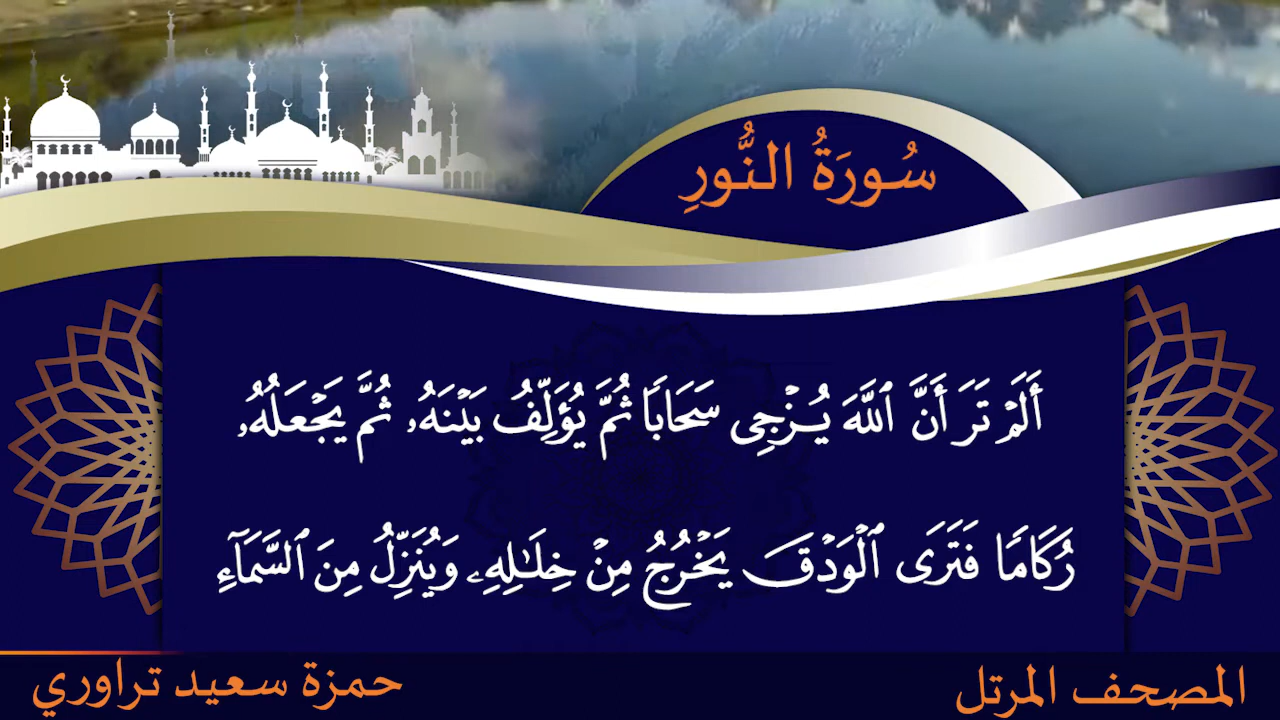 سُورَةُ النُّورِ
أَلَمۡ تَرَ أَنَّ ٱللَّهَ يُزۡجِى سَحَابٗا ثُمَّ يُؤَلِّفُ بَيۡنَهُۥ ثُمَّ يَجۡعَلُهُۥ
رُكَامٗا فَتَرَى ٱلۡوَدۡقَ يَخۡرُجُ مِنۡ خِلَٰلِهِۦ وَيُنَزِّلُ مِنَ ٱلسَّمَآءِ
المصحف المرتل
حمزة سعيد تراوري